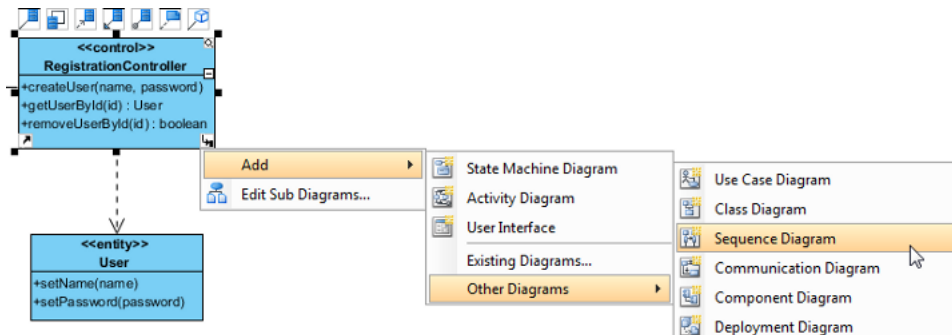 <<control>>
RegistrationController
+createUser(name, password)
+getUserById(id) : User
+removeUserById(id) : boolean
Add
Edit Sub Diagrams...
State Machine Diagram
Activity Diagram
User Interface
Existing Diagrams...
Other Diagrams
Use Case Diagram
Class Diagram
Sequence Diagram
Communication Diagram
Component Diagram
Deployment Diagram
<<entity>>
User
+setName(name)
+setPassword(password)